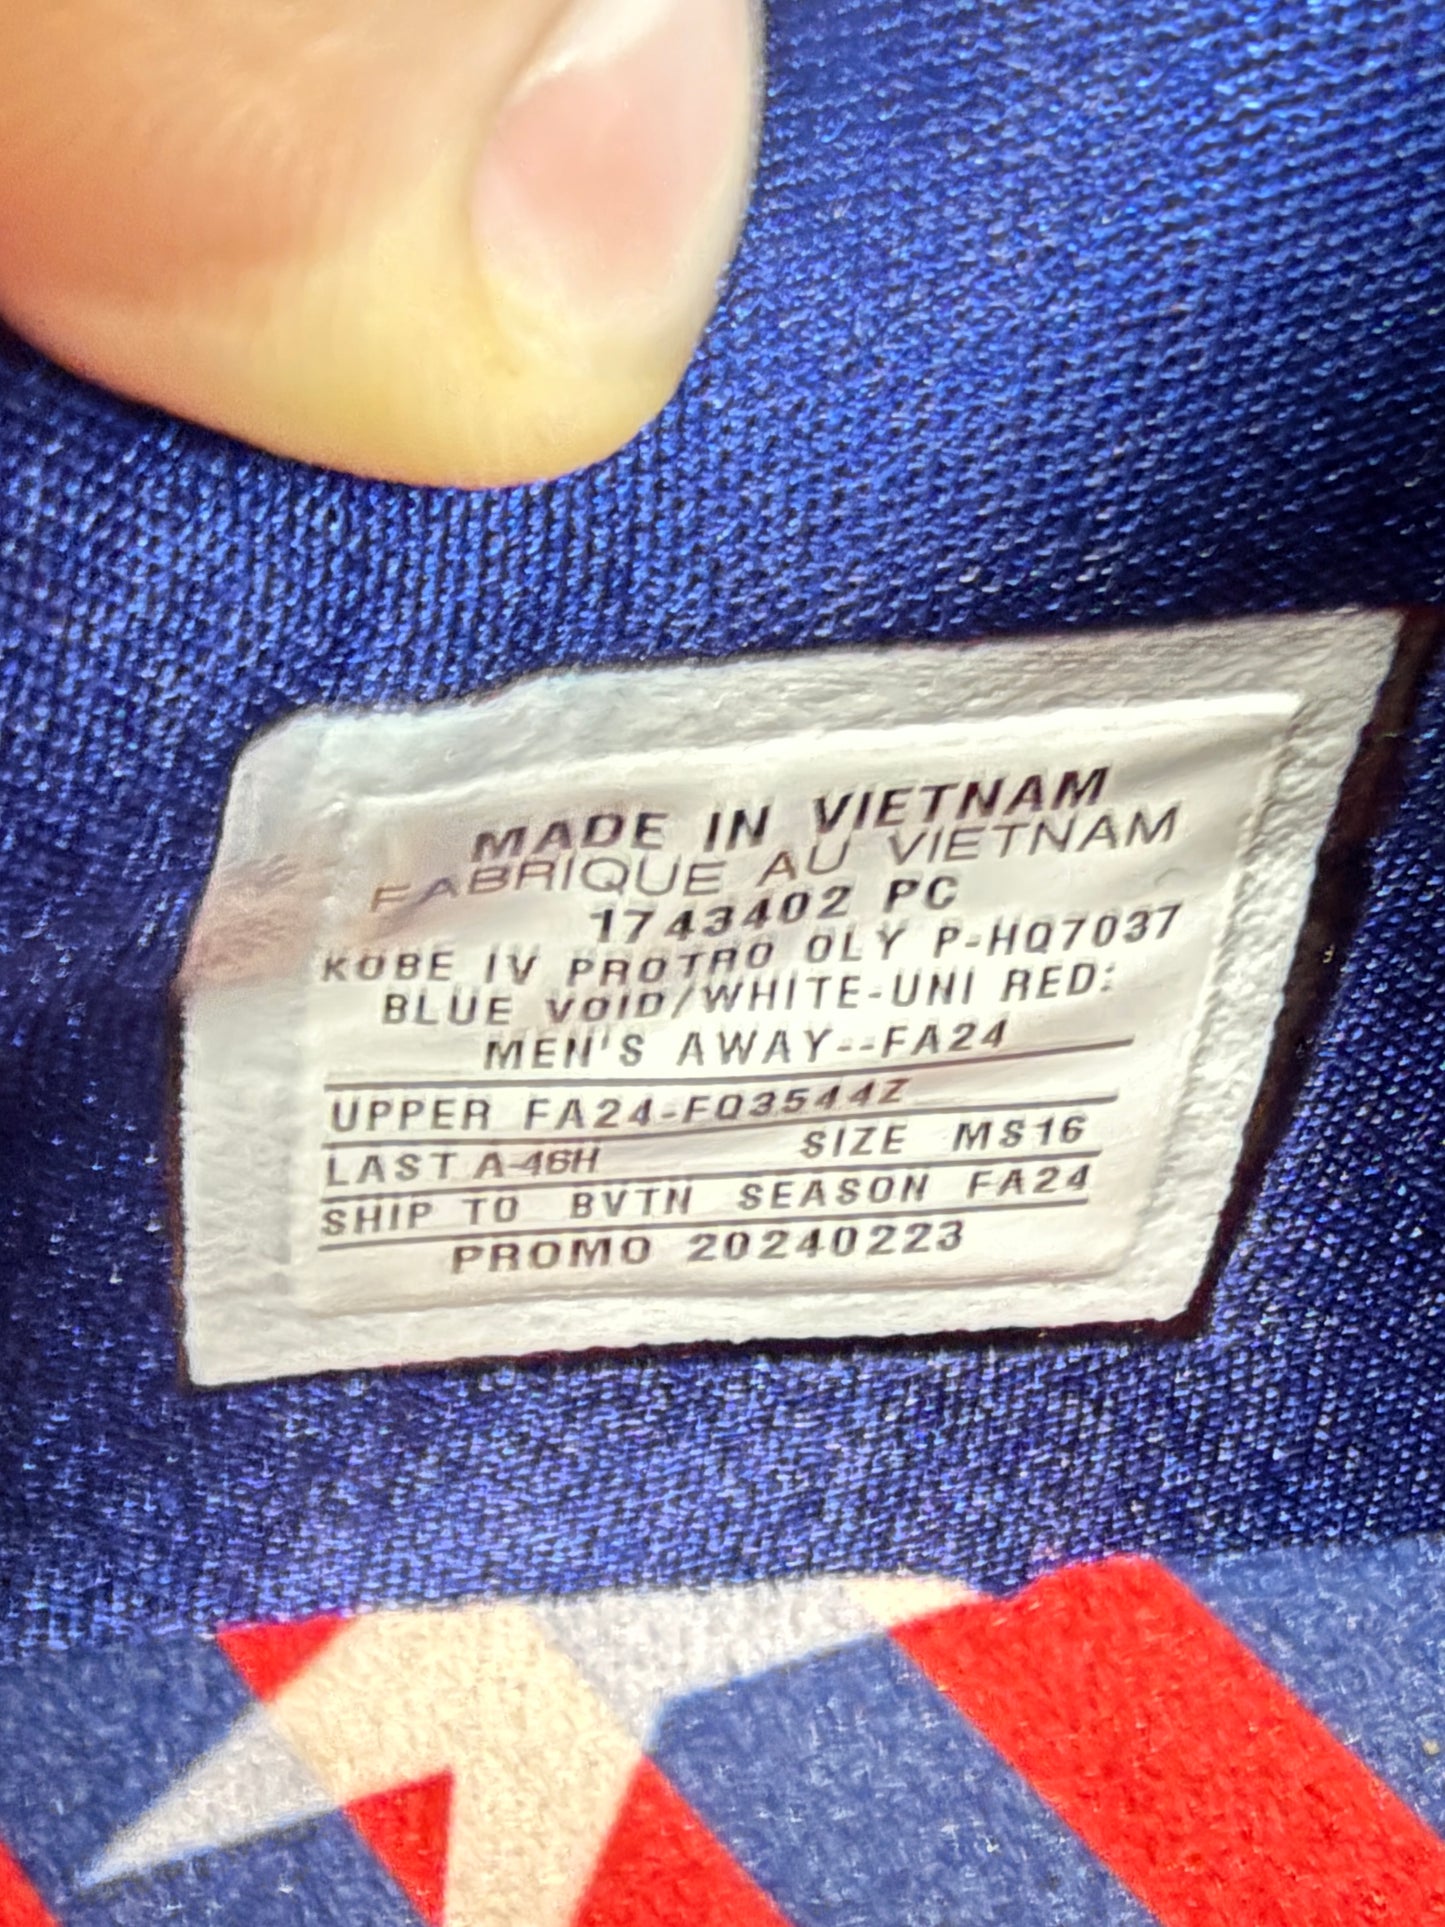 MADE IN VIETNAM
FABRIQUE AU VIETNAM
1743402 PC
KOBE IV PROTRO OLY P-HQ7037
BLUE VOID/WHITE-UNI RED:
MEN'S AWAY--FA24
UPPER FA24-FQ3544Z
LAST A-46H SIZE MS16
SHIP TO BVTN SEASON FA24
PROMO 20240223